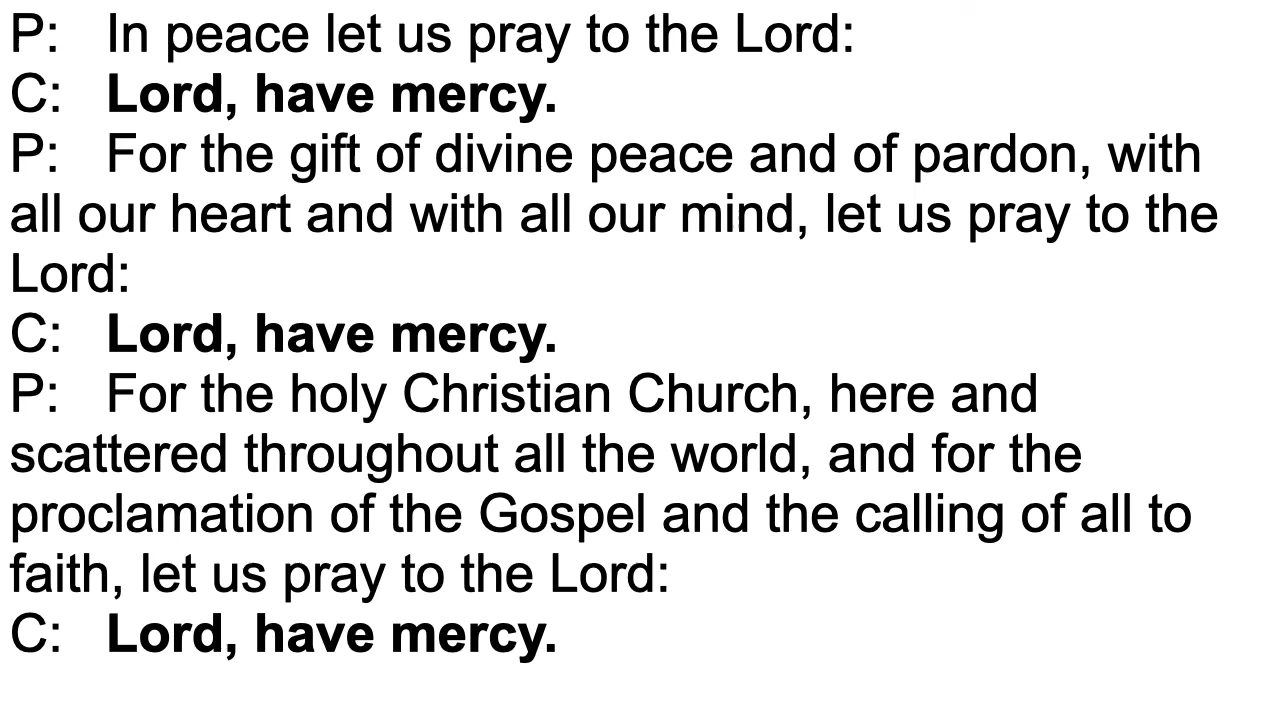 P: In peace let us pray to the Lord:
C: Lord, have mercy.
P: For the gift of divine peace and of pardon, with
all our heart and with all our mind, let us pray to the
Lord:
C: Lord, have mercy.
P: For the holy Christian Church, here and
scattered throughout all the world, and for the
proclamation of the Gospel and the calling of all to
faith, let us pray to the Lord:
C: Lord, have mercy.